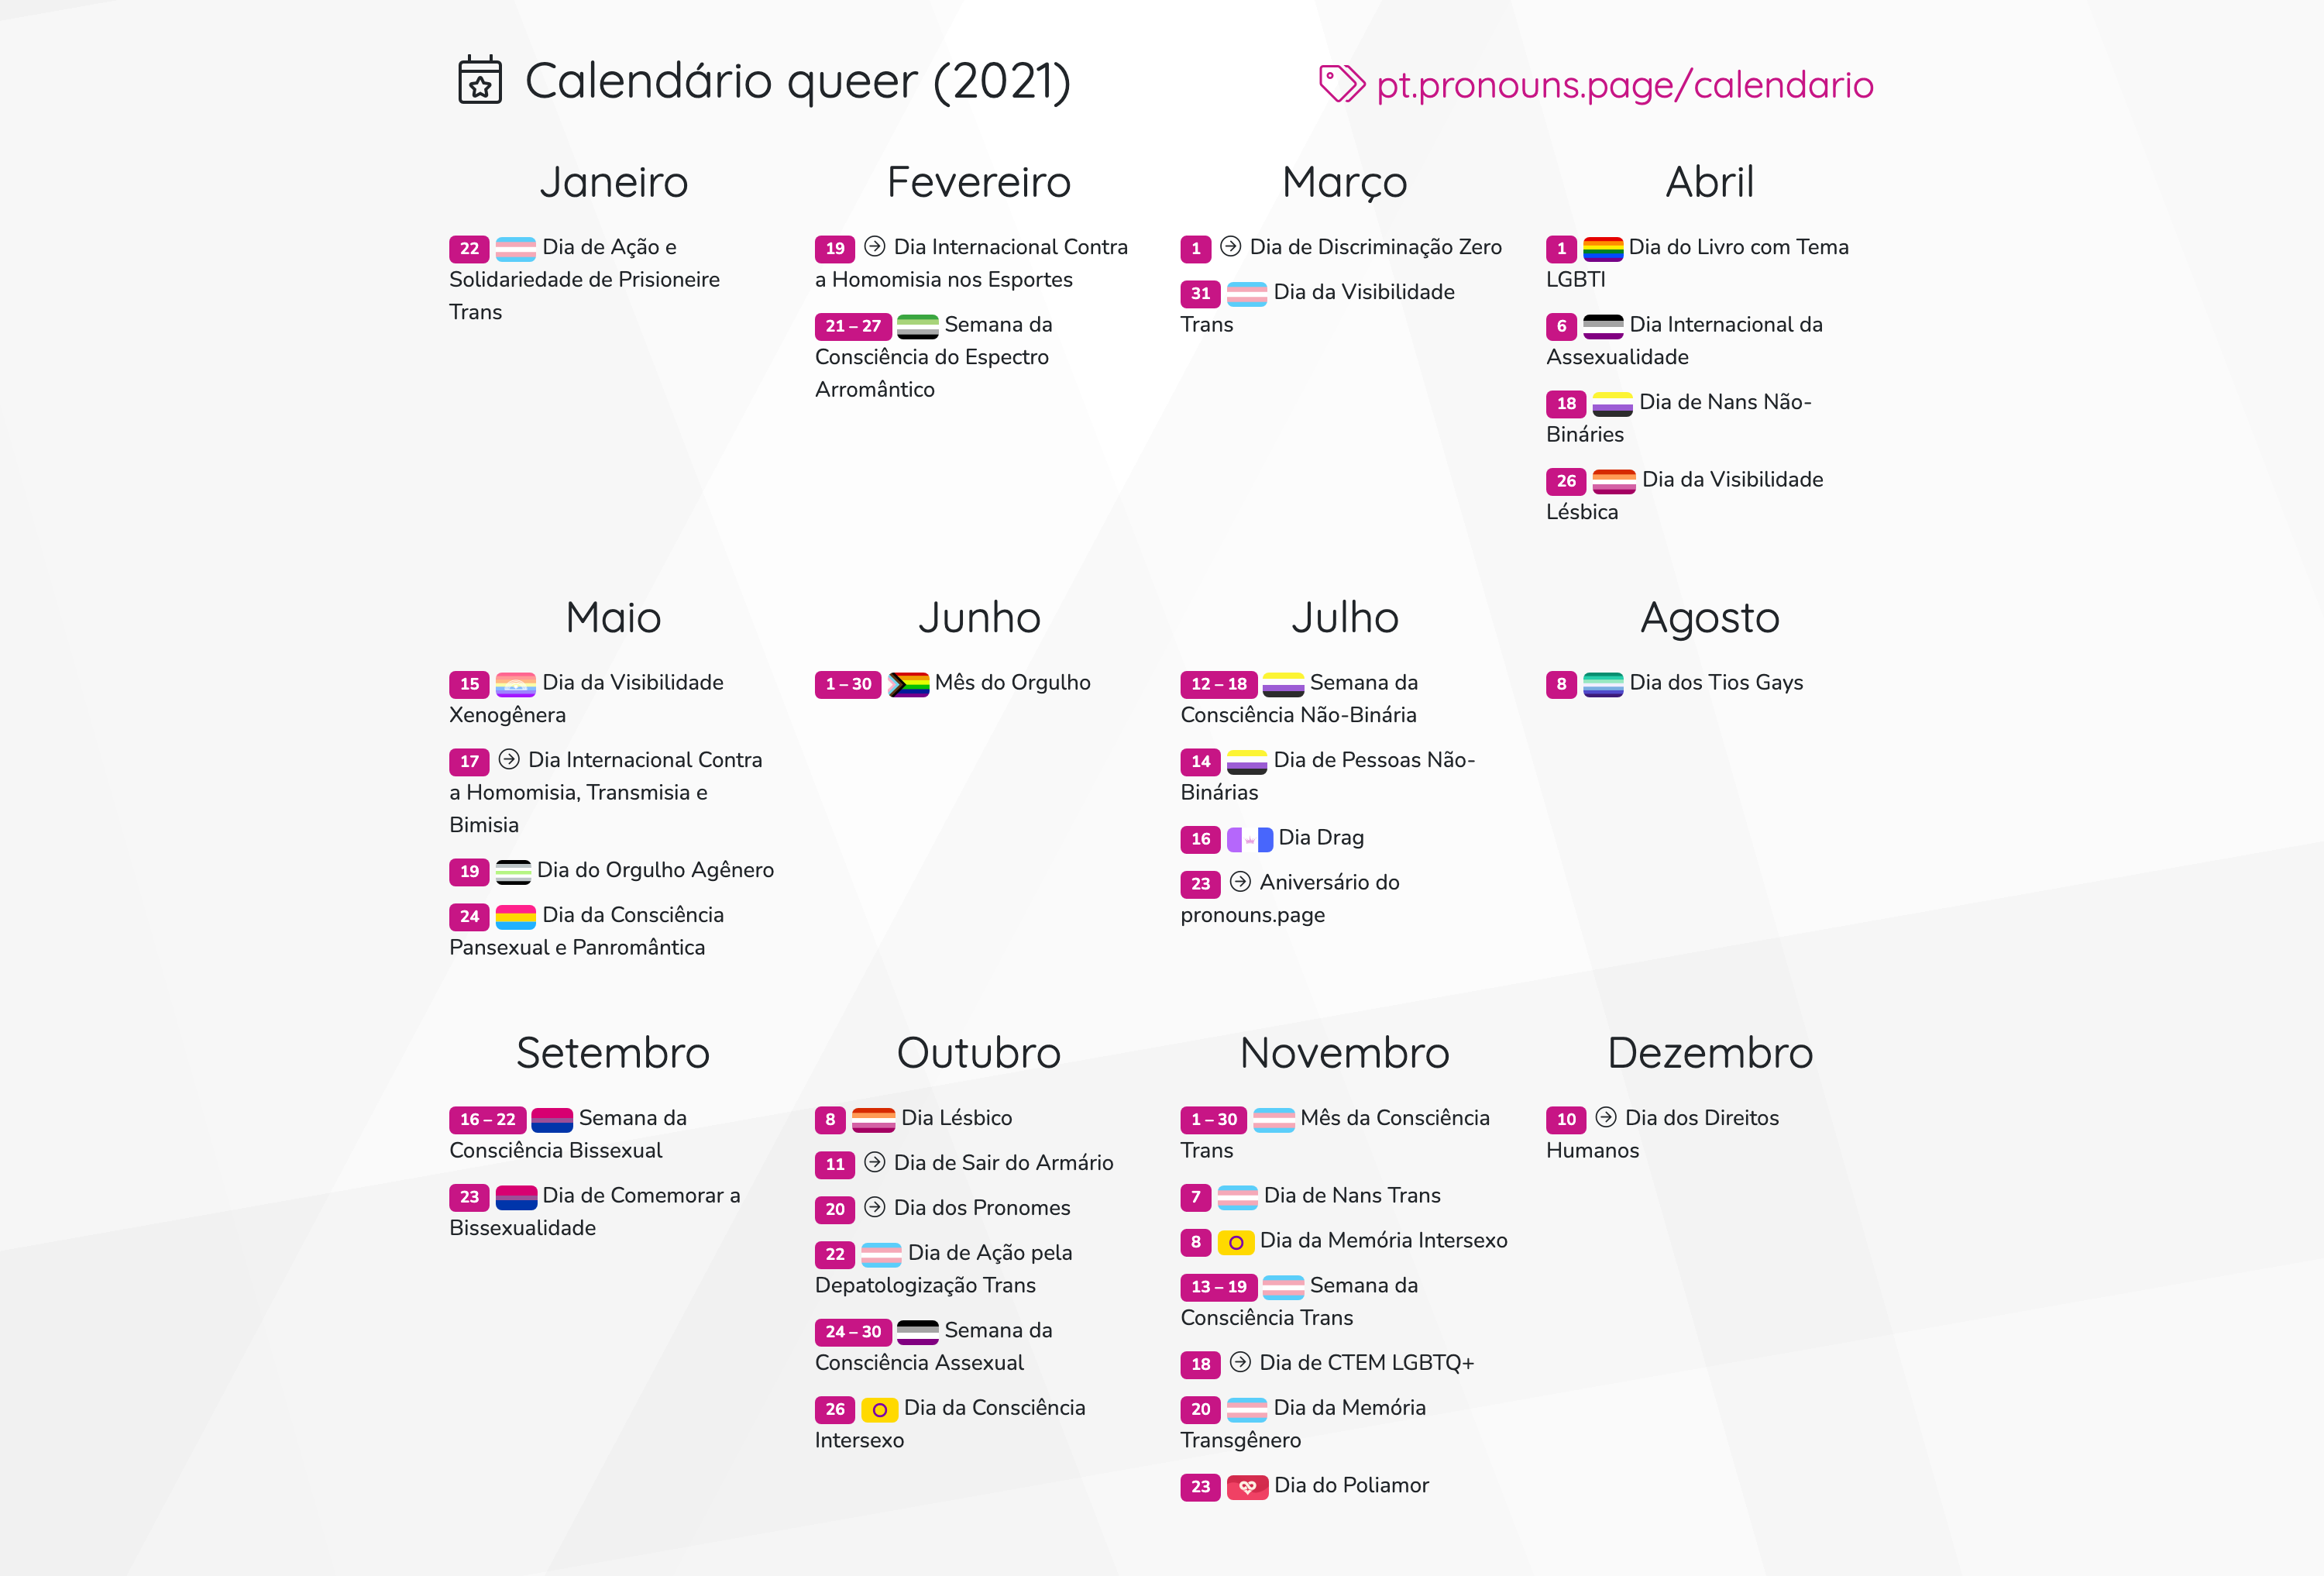 Calendário queer (2021)
pt.pronouns.page/calendario
Janeiro
22 Dia de Ação e
Solidariedade de Prisioneire
Trans
Fevereiro
19 Dia Internacional Contra
a Homomisia nos Esportes
21 – 27 Semana da
Consciência do Espectro
Arromântico
Março
1 Dia de Discriminação Zero
31 Dia da Visibilidade
Trans
Abril
1 Dia do Livro com Tema
LGBTI
6 Dia Internacional da
Assexualidade
18 Dia de Nans Não-
Bináries
26 Dia da Visibilidade
Lésbica
Maio
15 Dia da Visibilidade
Xenogênera
17 Dia Internacional Contra
a Homomisia, Transmisia e
Bimisia
19 Dia do Orgulho Agênero
24 Dia da Consciência
Pansexual e Panromântica
Junho
1 – 30 Mês do Orgulho
Julho
12 – 18 Semana da
Consciência Não-Binária
14 Dia de Pessoas Não-
Binárias
16 Dia Drag
23 Aniversário do
pronouns.page
Agosto
8 Dia dos Tios Gays
Setembro
16 – 22 Semana da
Consciência Bissexual
23 Dia de Comemorar a
Bissexualidade
Outubro
8 Dia Lésbico
11 Dia de Sair do Armário
20 Dia dos Pronomes
22 Dia de Ação pela
Depatologização Trans
24 – 30 Semana da
Consciência Assexual
26 Dia da Consciência
Intersexo
Novembro
1 – 30 Mês da Consciência
Trans
7 Dia de Nans Trans
8 Dia da Memória Intersexo
13 – 19 Semana da
Consciência Trans
18 Dia de CTEM LGBTQ+
20 Dia da Memória
Transgênero
23 Dia do Poliamor
Dezembro
10 Dia dos Direitos
Humanos